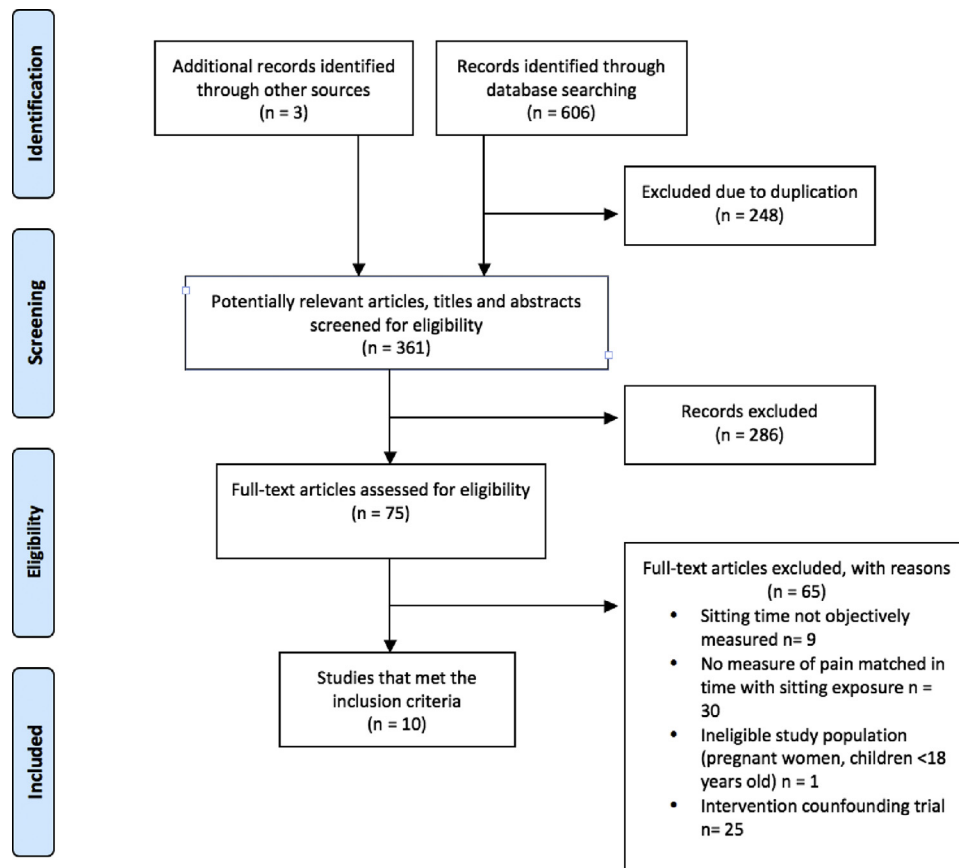 Identification
Additional records identified
through other sources
(n = 3)
Records identified through
database searching
(n = 606)
Excluded due to duplication
(n = 248)
Screening
Potentially relevant articles, titles and abstracts
screened for eligibility
(n = 361)
Records excluded
(n = 286)
Eligibility
Full-text articles assessed for eligibility
(n = 75)
Full-text articles excluded, with reasons
(n = 65)
• Sitting time not objectively
measured n= 9
• No measure of pain matched in
time with sitting exposure n =
30
• Ineligible study population
(pregnant women, children <18
years old) n = 1
• Intervention counfounding trial
n= 25
Included
Studies that met the
inclusion criteria
(n = 10)